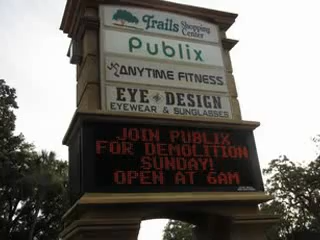 Trails Shopping Center
Publix
ANYTIME FITNESS
EYE DESIGN
EYEWEAR & SUNGLASSES
JOIN PUBLIX
FOR DEMOLITION
SUNDAY!
OPEN AT 6AM